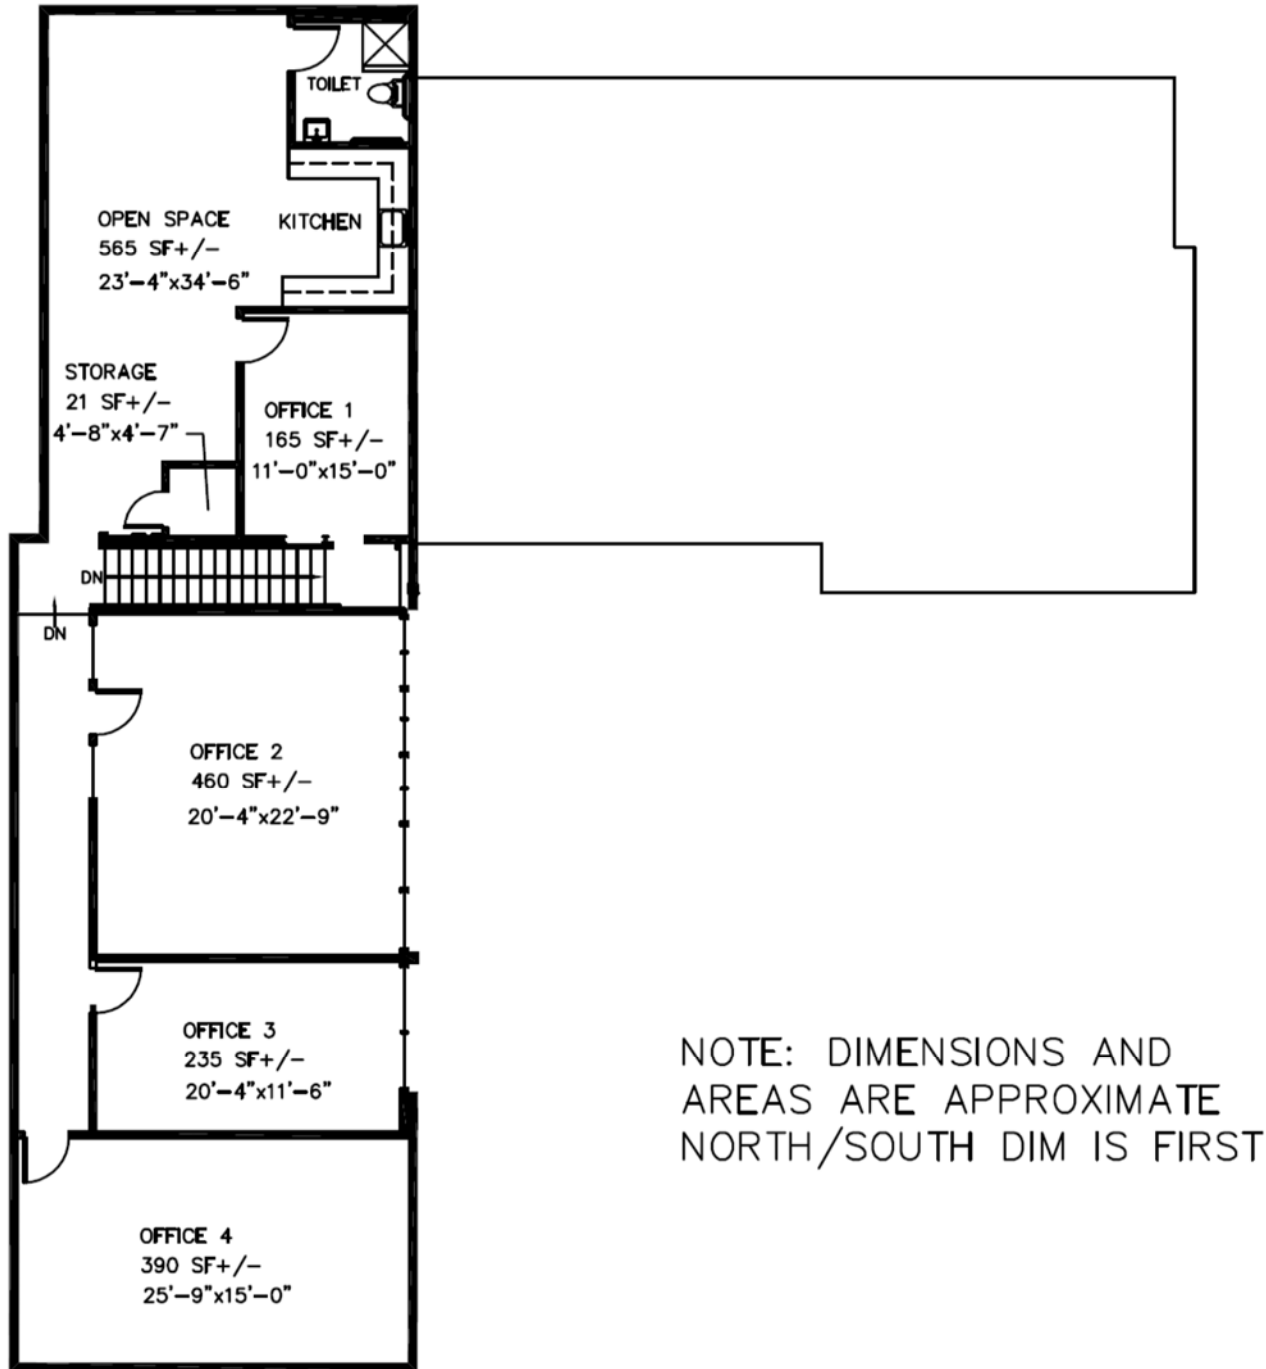 TOILET
OPEN SPACE
565 SF+/-
23'-4"x34'-6"
KITCHEN
STORAGE
21 SF+/-
4'-8"x4'-7"
OFFICE 1
165 SF+/-
11'-0"x15'-0"
DN
DN
OFFICE 2
460 SF+/-
20'-4"x22'-9"
OFFICE 3
235 SF+/-
20'-4"x11'-6"
NOTE: DIMENSIONS AND
AREAS ARE APPROXIMATE
NORTH/SOUTH DIM IS FIRST
OFFICE 4
390 SF+/-
25'-9"x15'-0"